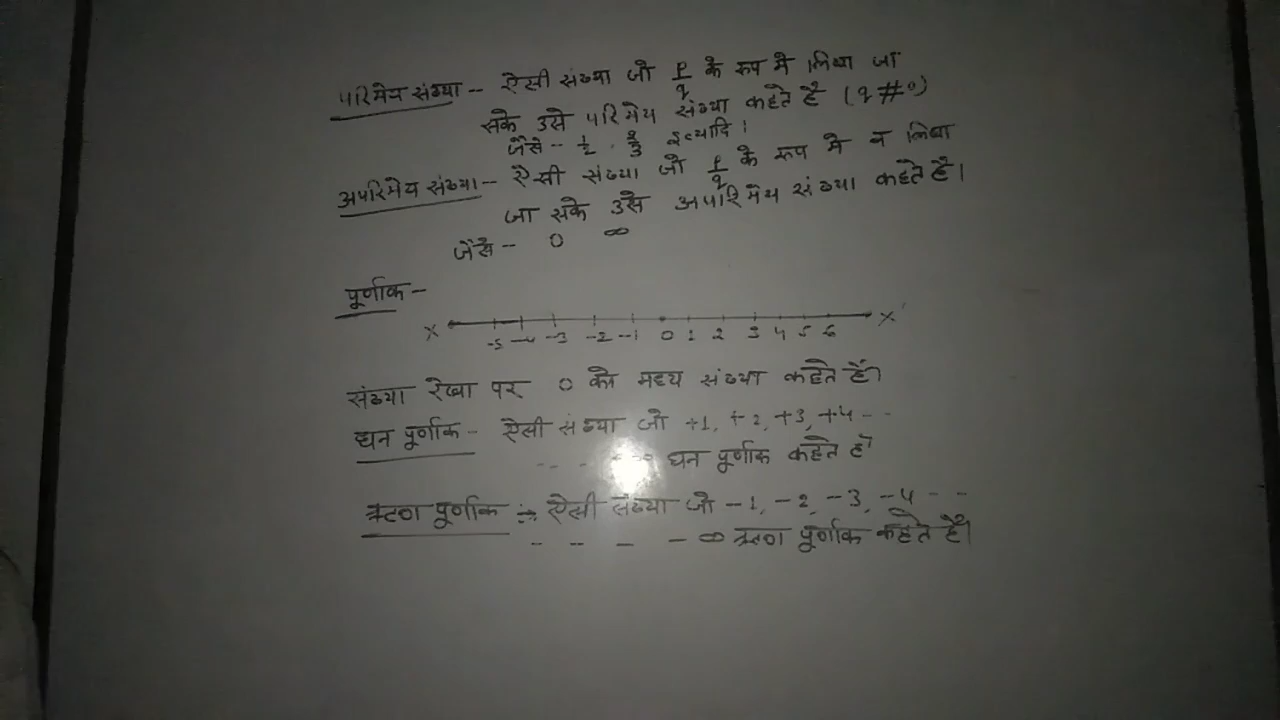 परिमेय संख्या - ऐसी संख्या जो p/q के रूप मे लिखा जा
सके उसे परिमेय संख्या कहते है (q # 0)
जैसे - 1/2, 2/3 इत्यादि।
अपरिमेय संख्या - ऐसी संख्या जो p/q के रूप मे न लिखा
जा सके उसे अपरिमेय संख्या कहते है।
जैसे - 0 ∞
पूर्णाक -
X -5 -4 -3 -2 -1 0 1 2 3 4 5 6 X'
संख्या रेखा पर 0 को मध्य संख्या कहते हैं।
धन पूर्णाक - ऐसी संख्या जो +1, +2, +3, +4 - -
- - - - ∞ धन पूर्णाक कहेते है
ऋण पूर्णाक ÷ ऐसी संख्या जो -1, -2, -3, -4 - -
- - - - ∞ ऋण पूर्णाक कहेते है।